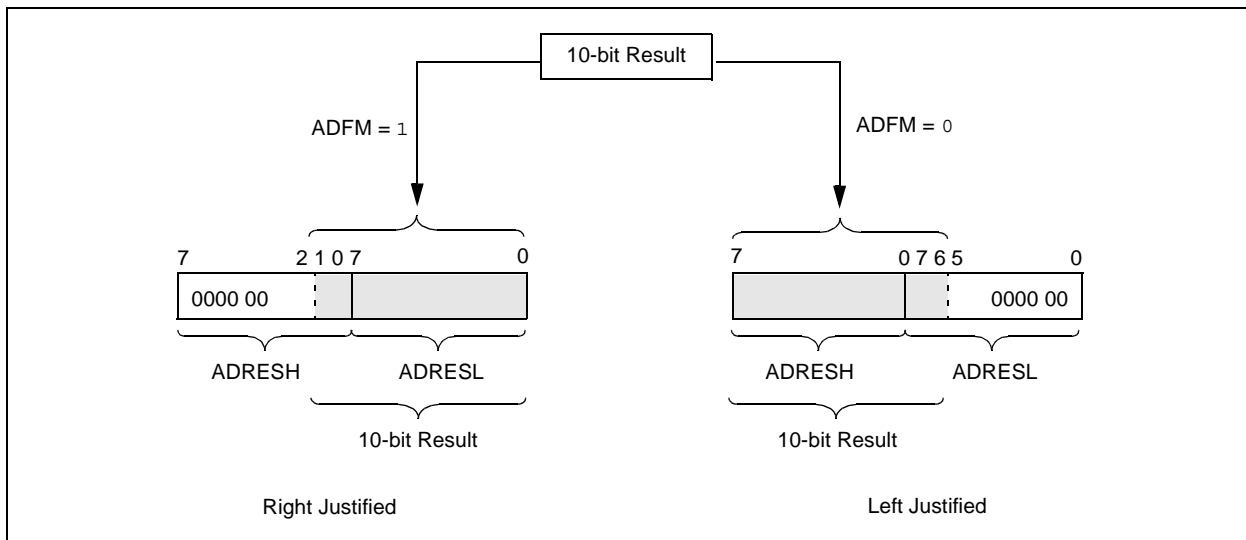 10-bit Result
ADFM = 1
ADFM = 0
7 2 1 0 7 0
7 0 7 6 5 0
0000 00
0000 00
ADRESH ADRESL
ADRESH ADRESL
10-bit Result
10-bit Result
Right Justified
Left Justified